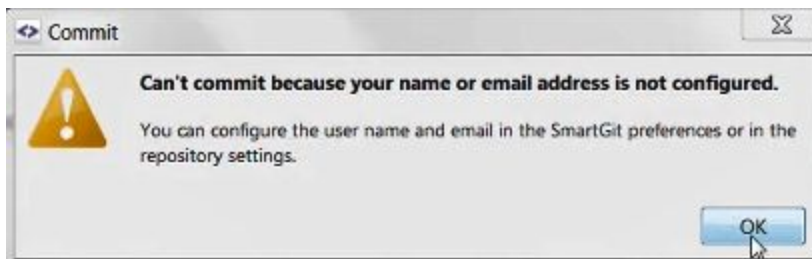 Commit
Can't commit because your name or email address is not configured.
You can configure the user name and email in the SmartGit preferences or in the
repository settings.
OK